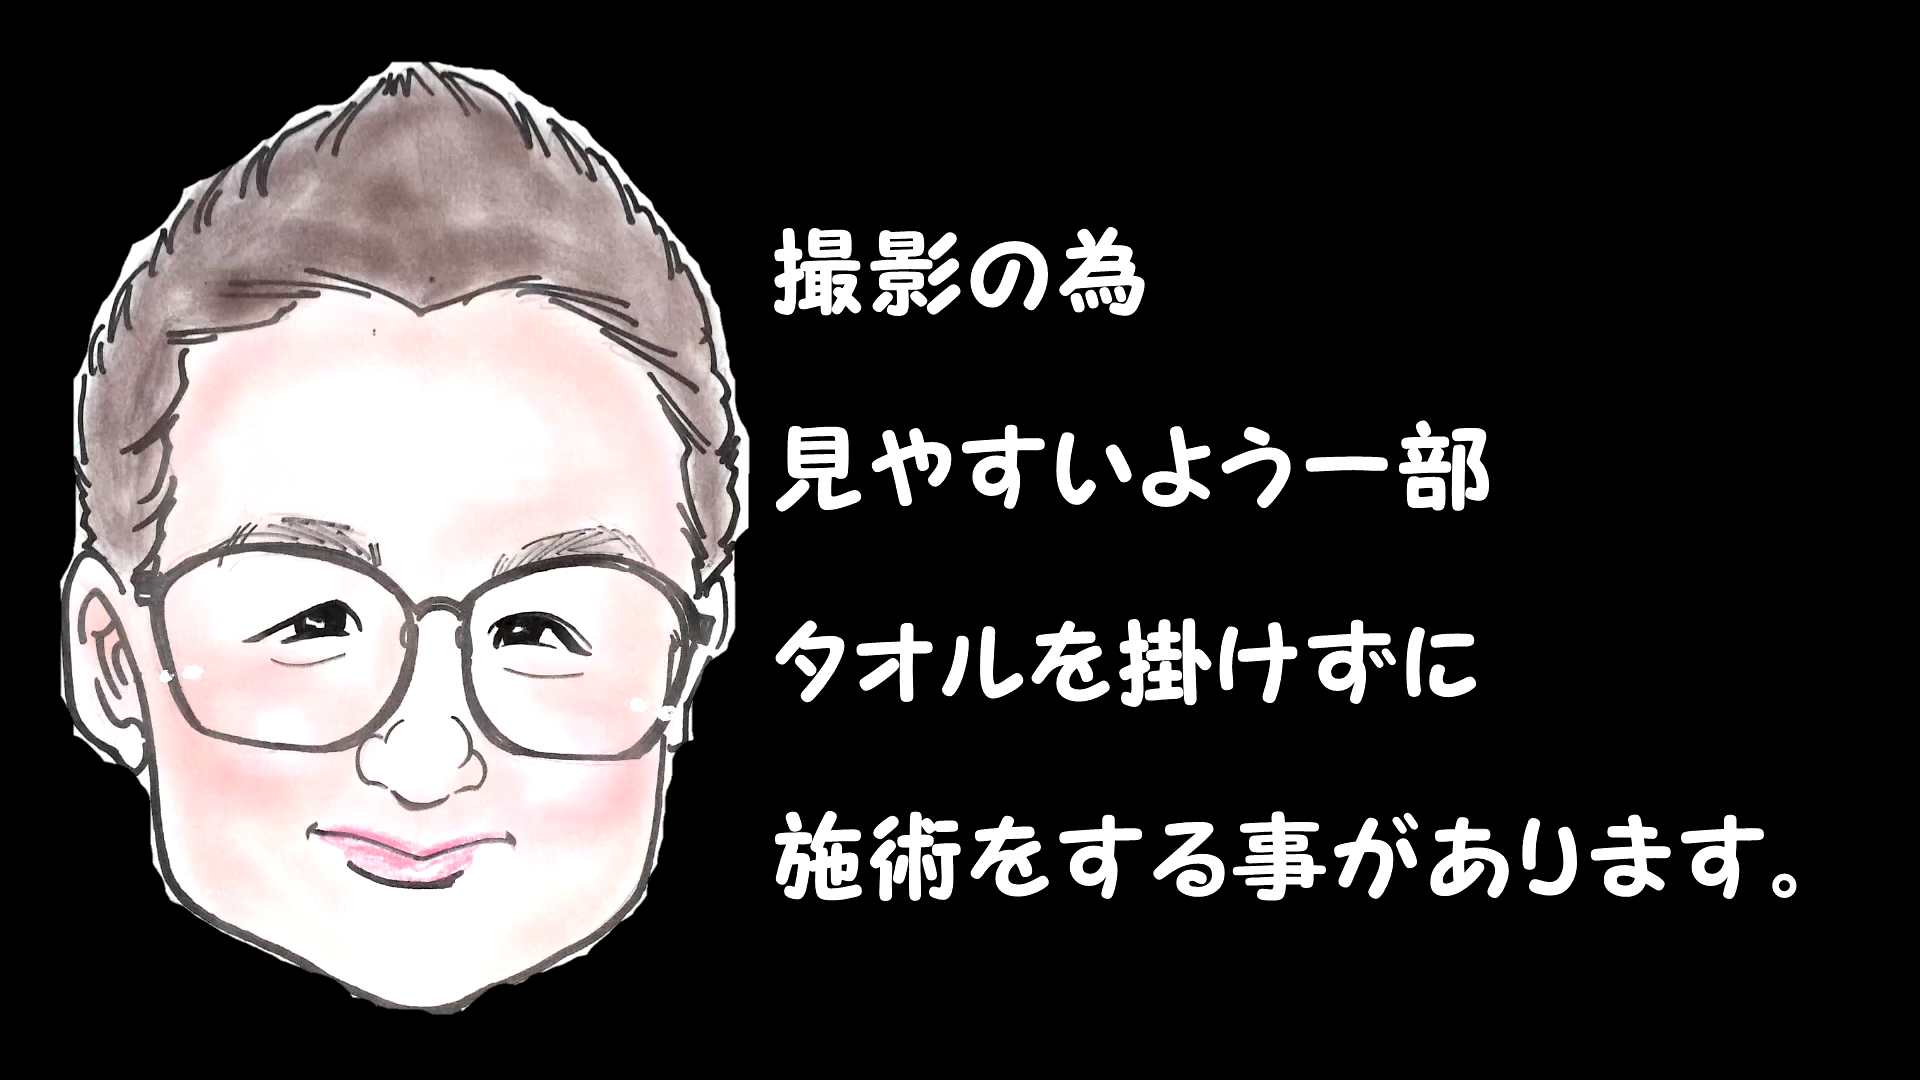 撮影の為
見やすいよう一部
タオルを掛けずに
施術をする事があります。